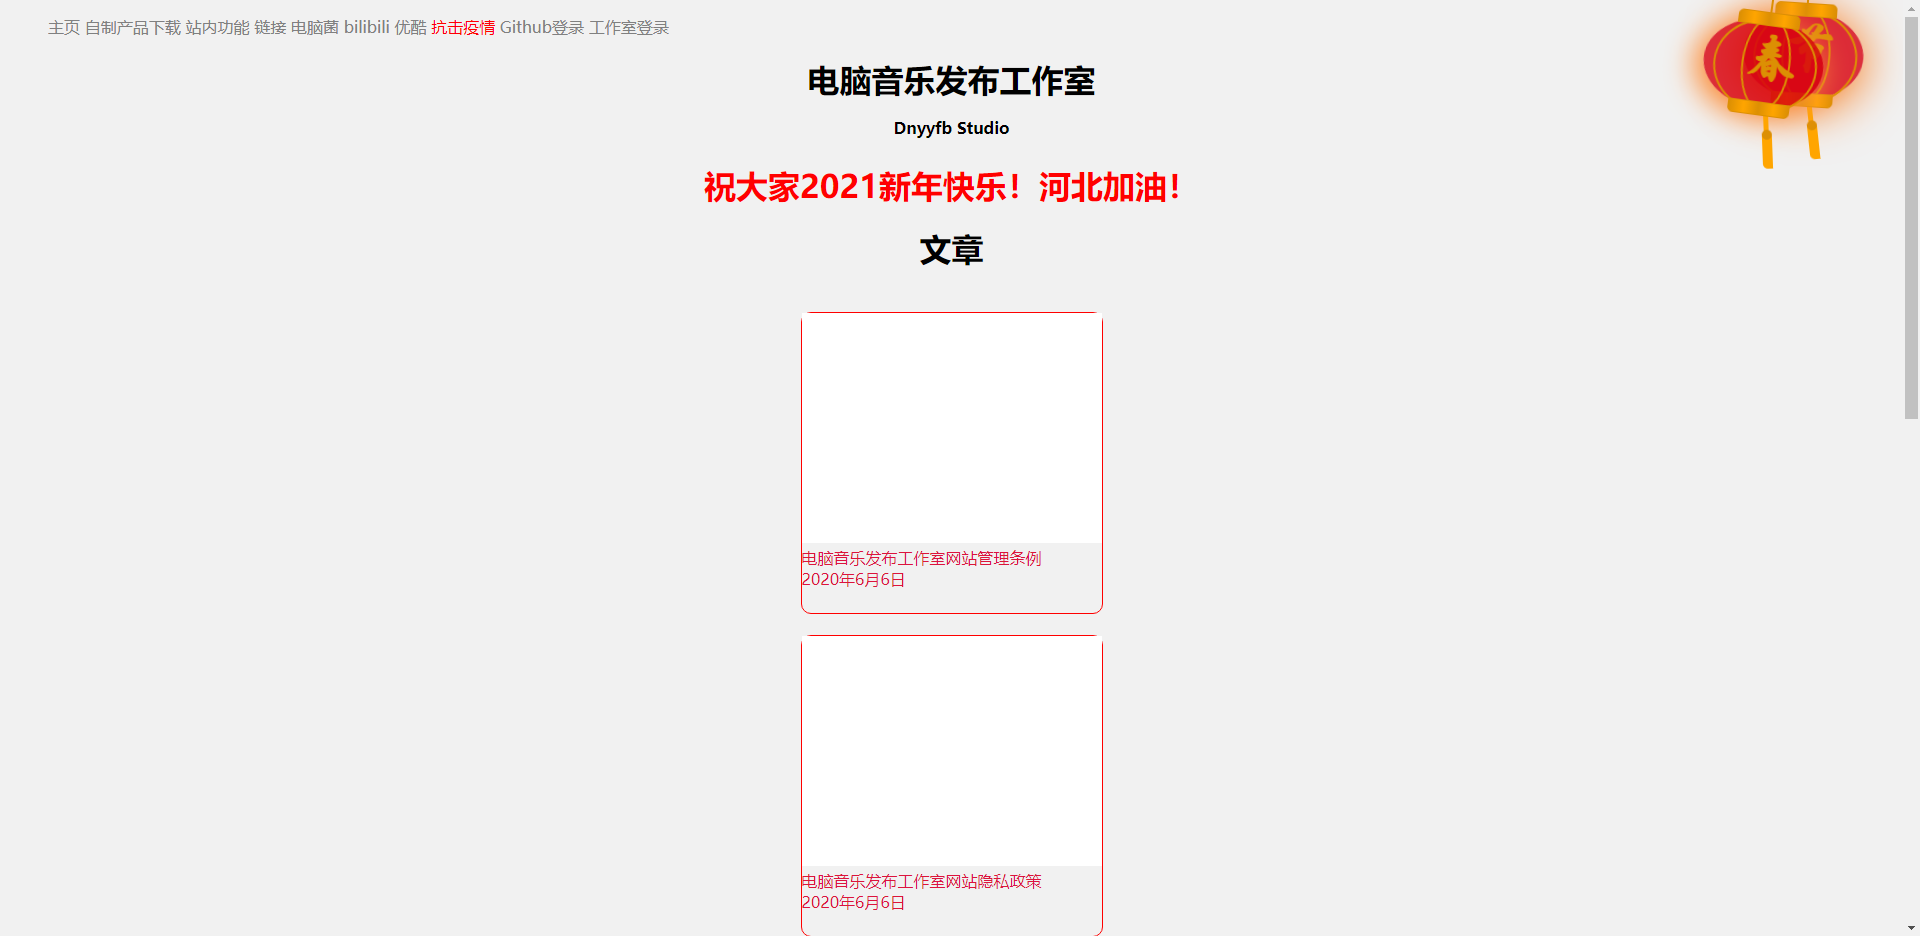 主页 自制产品下载 站内功能 链接 电脑菌 bilibili 优酷 抗击疫情 Github登录 工作室登录
春
电脑音乐发布工作室
Dnyyfb Studio
祝大家2021新年快乐！河北加油！
文章
电脑音乐发布工作室网站管理条例
2020年6月6日
电脑音乐发布工作室网站隐私政策
2020年6月6日